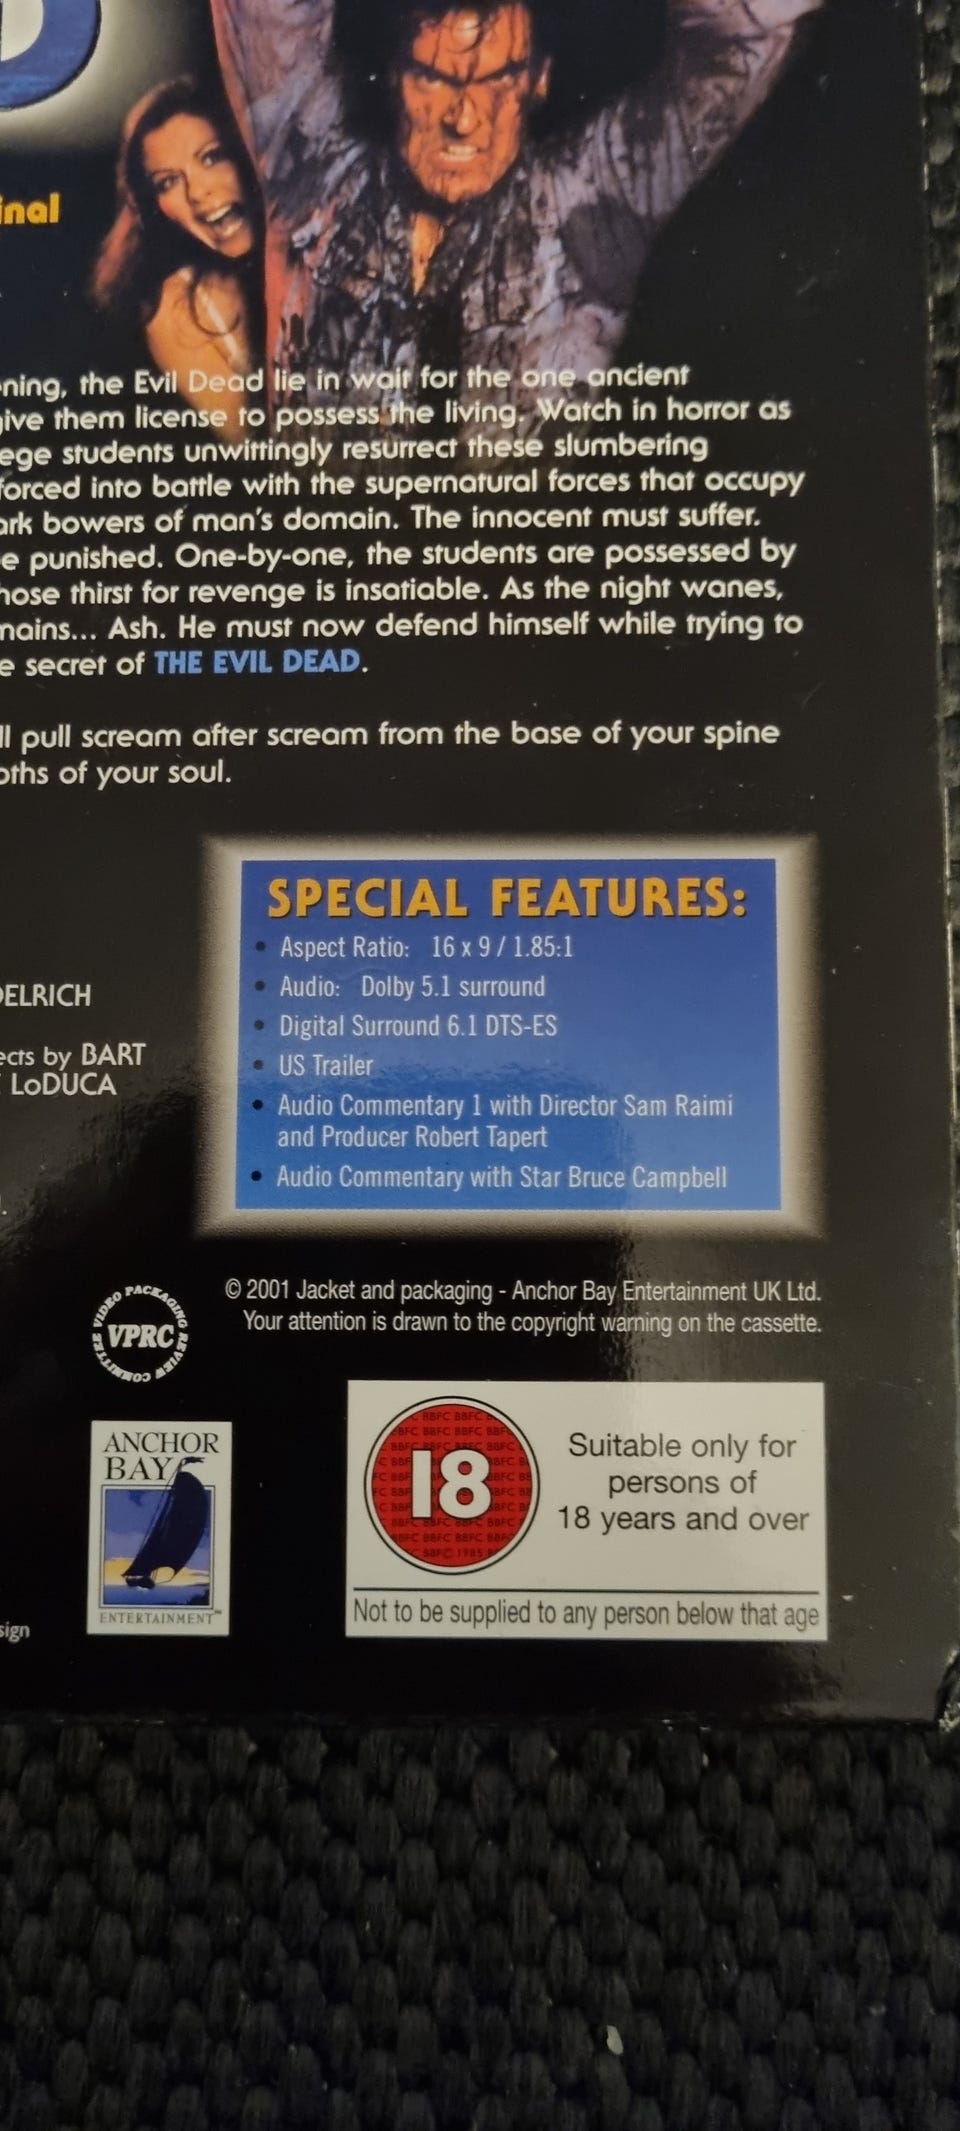 D
inal
ning, the Evil Dead lie in wait for the one ancient
give them license to possess the living. Watch in horror as
ege students unwittingly resurrect these slumbering
forced into battle with the supernatural forces that occupy
ark bowers of man's domain. The innocent must suffer.
e punished. One-by-one, the students are possessed by
hose thirst for revenge is insatiable. As the night wanes,
mains... Ash. He must now defend himself while trying to
e secret of THE EVIL DEAD.
ll pull scream after scream from the base of your spine
pths of your soul.
SPECIAL FEATURES:
• Aspect Ratio: 16 x 9 / 1.85:1
• Audio: Dolby 5.1 surround
• Digital Surround 6.1 DTS-ES
• US Trailer
• Audio Commentary 1 with Director Sam Raimi
and Producer Robert Tapert
• Audio Commentary with Star Bruce Campbell
DELRICH
ects by BART
LoDUCA
© 2001 Jacket and packaging - Anchor Bay Entertainment UK Ltd.
Your attention is drawn to the copyright warning on the cassette.
VIDEO PACKAGING REVIEW COMMITTEE
VPRC
ANCHOR
BAY
ENTERTAINMENT™
18
BBFC 1985
Suitable only for
persons of
18 years and over
Not to be supplied to any person below that age
sign